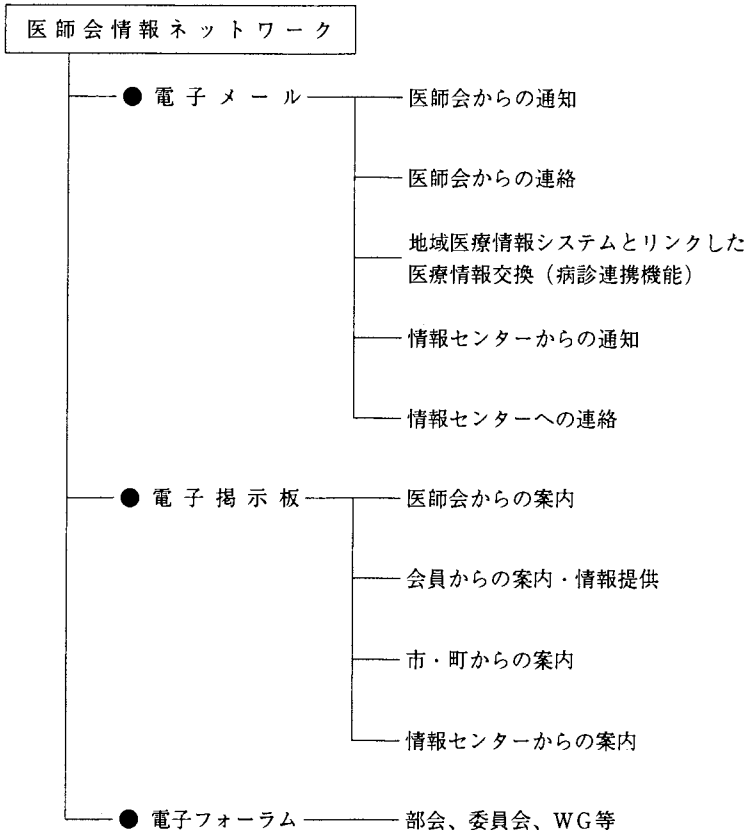 医師会情報ネットワーク
●電子メール
医師会からの通知
医師会からの連絡
地域医療情報システムとリンクした
医療情報交換（病診連携機能）
情報センターからの通知
情報センターへの連絡
●電子掲示板
医師会からの案内
会員からの案内・情報提供
市・町からの案内
情報センターからの案内
●電子フォーラム
部会、委員会、WG等